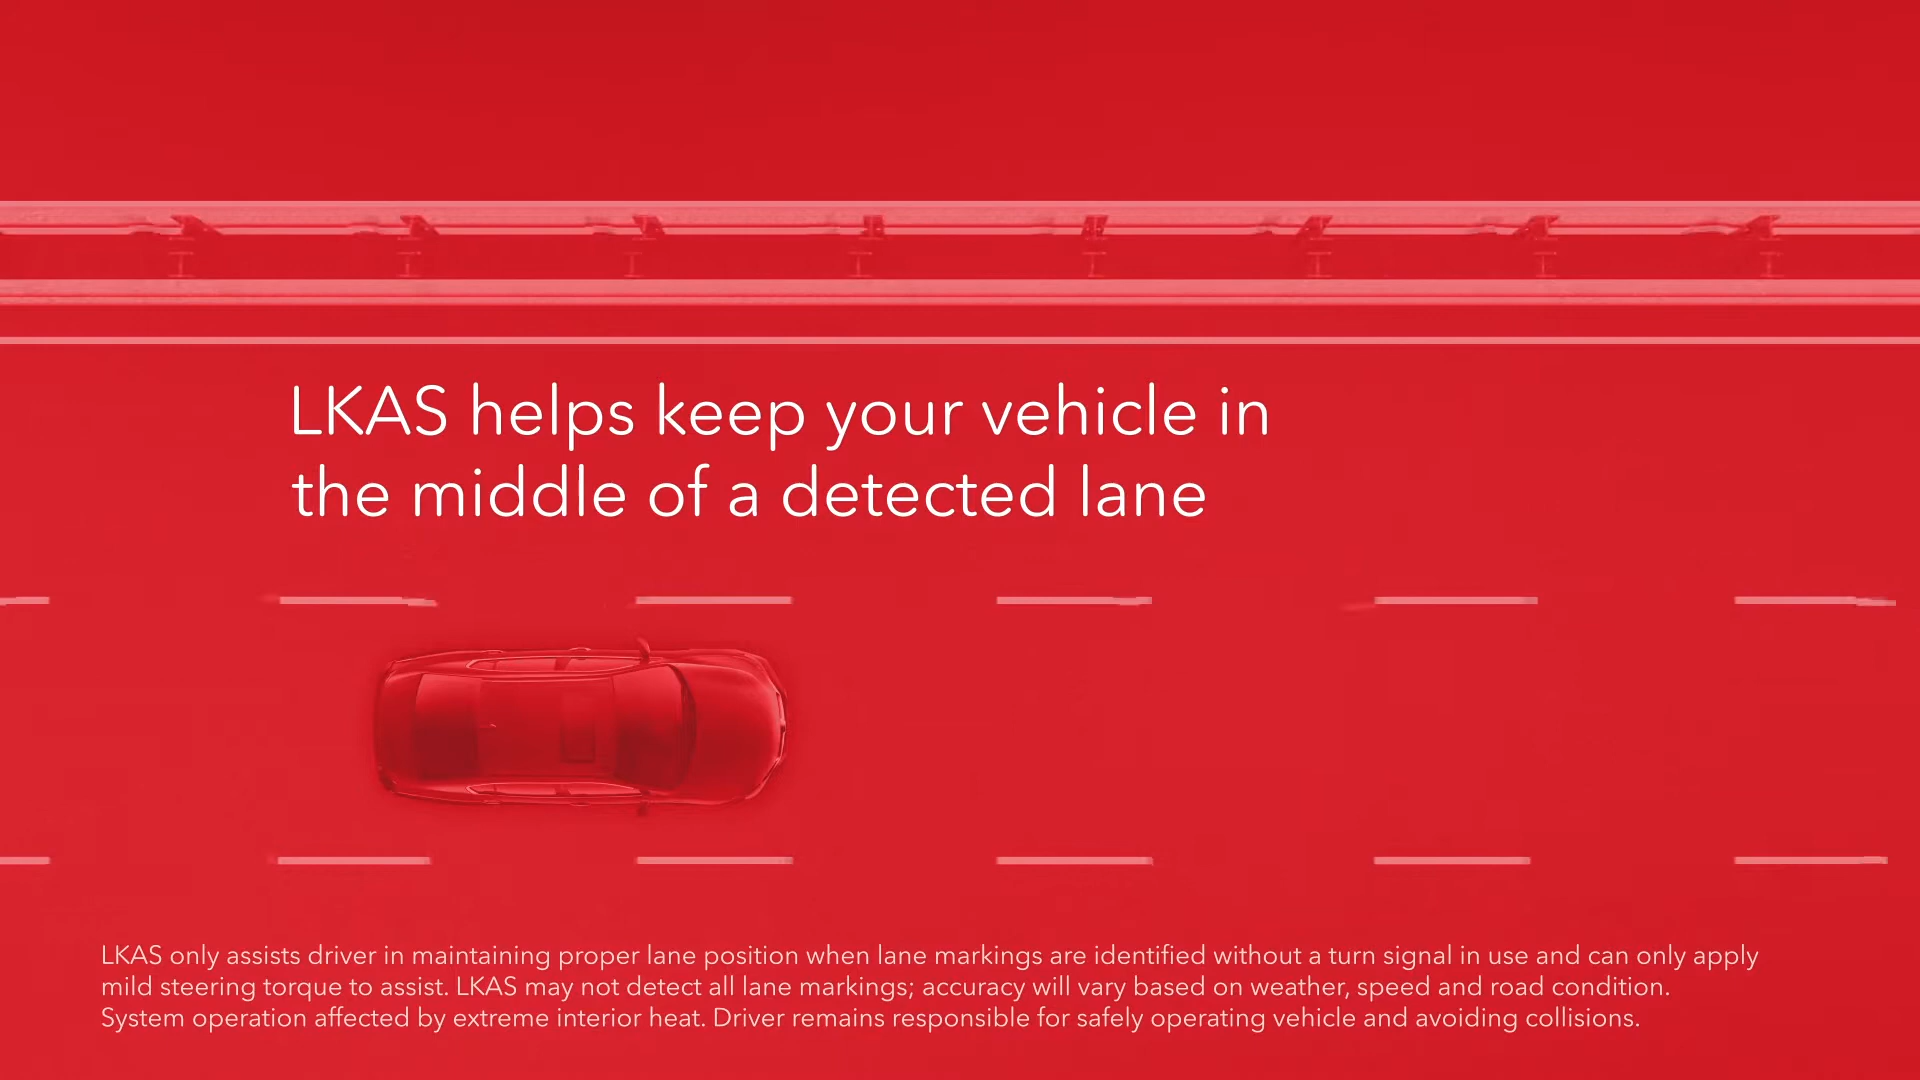 LKAS helps keep your vehicle in
the middle of a detected lane
LKAS only assists driver in maintaining proper lane position when lane markings are identified without a turn signal in use and can only apply
mild steering torque to assist. LKAS may not detect all lane markings; accuracy will vary based on weather, speed and road condition.
System operation affected by extreme interior heat. Driver remains responsible for safely operating vehicle and avoiding collisions.